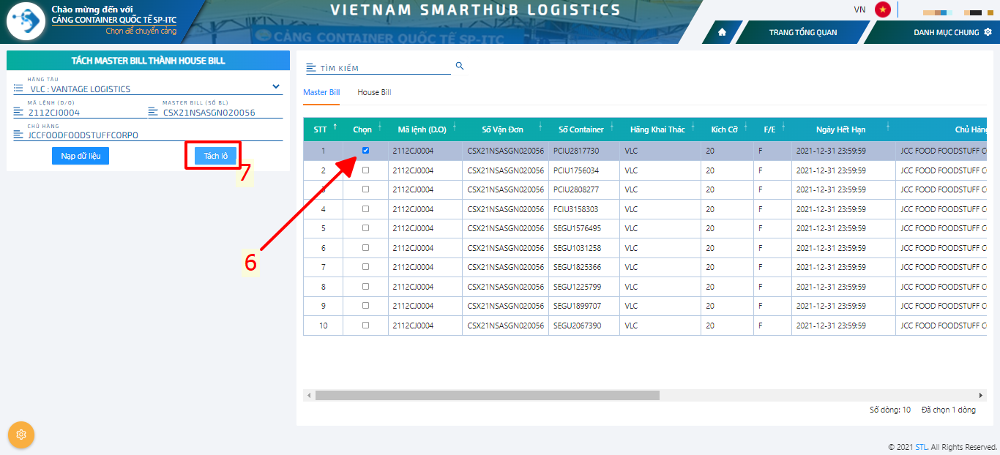 Chào mừng đến với
CẢNG CONTAINER QUỐC TẾ SP-ITC
Chọn để chuyển cảng
VIETNAM SMARTHUB LOGISTICS
CẢNG CONTAINER QUỐC TẾ SP-ITC
VN
TRANG TỔNG QUAN
DANH MỤC CHUNG
TÁCH MASTER BILL THÀNH HOUSE BILL
HÃNG TÀU
VLC : VANTAGE LOGISTICS
MÃ LỆNH (D/O) MASTER BILL (SỐ BL)
2112CJ0004 CSX21NSASGN020056
CHỦ HÀNG
JCCFOODFOODSTUFFCORPO
Nạp dữ liệu Tách lô
7
6
TÌM KIẾM
Master Bill House Bill
STT Chọn Mã lệnh (D.O) Số Vận Đơn Số Container Hãng Khai Thác Kích Cỡ F/E Ngày Hết Hạn Chủ Hàng
1 2112CJ0004 CSX21NSASGN020056 PCIU2817730 VLC 20 F 2021-12-31 23:59:59 JCC FOOD FOODSTUFF C
2 2112CJ0004 CSX21NSASGN020056 PCIU1756034 VLC 20 F 2021-12-31 23:59:59 JCC FOOD FOODSTUFF C
3 2112CJ0004 CSX21NSASGN020056 PCIU2808277 VLC 20 F 2021-12-31 23:59:59 JCC FOOD FOODSTUFF C
4 2112CJ0004 CSX21NSASGN020056 FCIU3158303 VLC 20 F 2021-12-31 23:59:59 JCC FOOD FOODSTUFF C
5 2112CJ0004 CSX21NSASGN020056 SEGU1576495 VLC 20 F 2021-12-31 23:59:59 JCC FOOD FOODSTUFF C
6 2112CJ0004 CSX21NSASGN020056 SEGU1031258 VLC 20 F 2021-12-31 23:59:59 JCC FOOD FOODSTUFF C
7 2112CJ0004 CSX21NSASGN020056 SEGU1825366 VLC 20 F 2021-12-31 23:59:59 JCC FOOD FOODSTUFF C
8 2112CJ0004 CSX21NSASGN020056 SEGU1225799 VLC 20 F 2021-12-31 23:59:59 JCC FOOD FOODSTUFF C
9 2112CJ0004 CSX21NSASGN020056 SEGU1899707 VLC 20 F 2021-12-31 23:59:59 JCC FOOD FOODSTUFF C
10 2112CJ0004 CSX21NSASGN020056 SEGU2067390 VLC 20 F 2021-12-31 23:59:59 JCC FOOD FOODSTUFF C
Số dòng: 10 Đã chọn 1 dòng
© 2021 STL. All Rights Reserved.